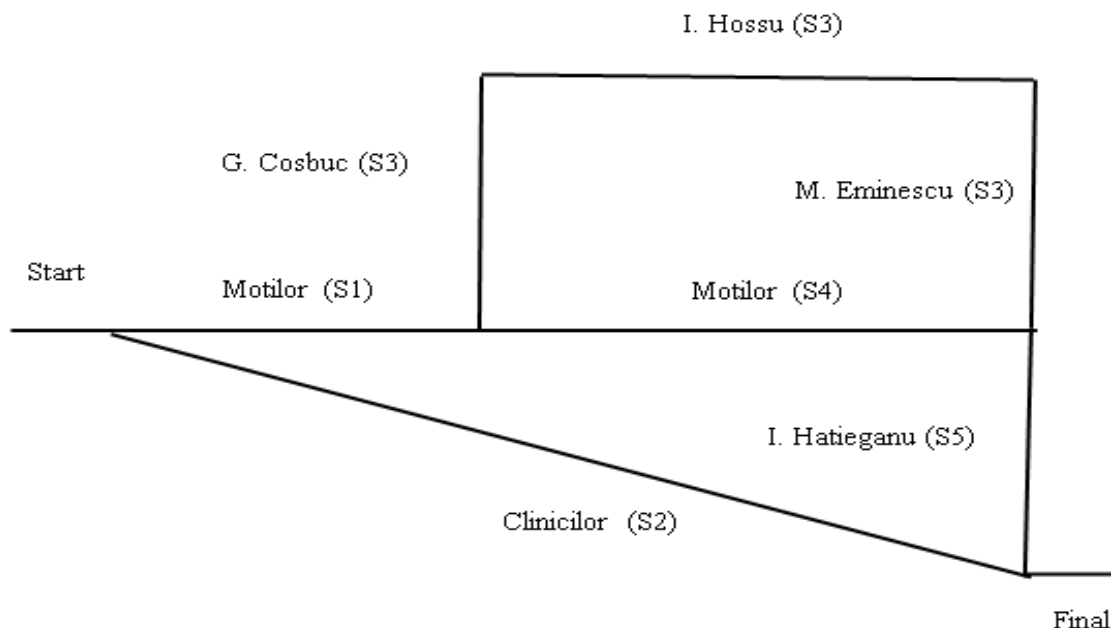 I. Hossu (S3)
G. Cosbuc (S3)
M. Eminescu (S3)
Start
Motilor (S1)
Motilor (S4)
I. Hatieganu (S5)
Clinicilor (S2)
Final